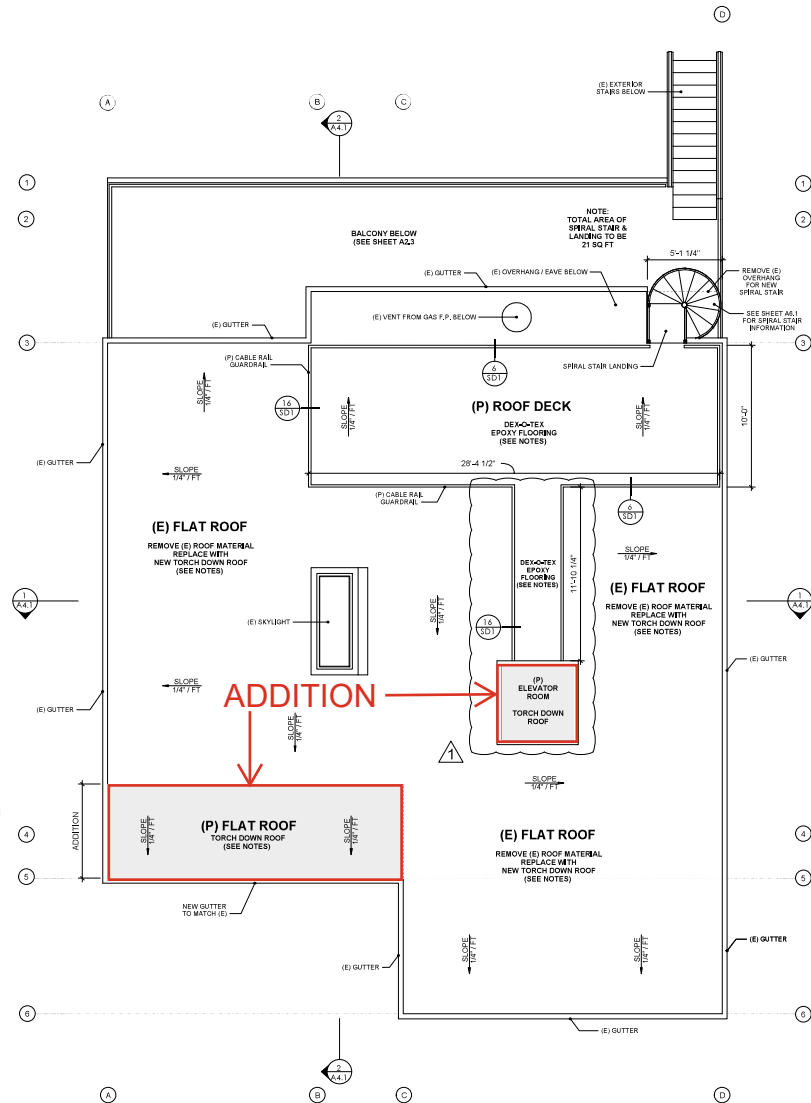 D
(E) EXTERIOR
STAIRS BELOW
A
B
C
2
A4.1
1
1
2
2
NOTE:
TOTAL AREA OF
SPIRAL STAIR &
LANDING TO BE
21 SQ FT
BALCONY BELOW
(SEE SHEET A2.3
5'-1 1/4"
REMOVE (E)
OVERHANG
FOR NEW
SPIRAL STAIR
(E) GUTTER
(E) OVERHANG / EAVE BELOW
(E) VENT FROM GAS F.P. BELOW
SEE SHEET A6.1
FOR SPIRAL STAIR
INFORMATION
(E) GUTTER
3
3
(P) CABLE RAIL
GUARDRAIL
SPIRAL STAIR LANDING
6
SD1
SLOPE
1/4" / FT
16
SD1
SLOPE
1/4" / FT
(P) ROOF DECK
DEX-O-TEX
EPOXY FLOORING
(SEE NOTES)
SLOPE
1/4" / FT
10'-0"
(E) GUTTER
SLOPE
1/4" / FT
28'-4 1/2"
(P) CABLE RAIL
GUARDRAIL
6
SD1
(E) FLAT ROOF
REMOVE (E) ROOF MATERIAL
REPLACE WITH
NEW TORCH DOWN ROOF
(SEE NOTES)
DEX-O-TEX
EPOXY
FLOORING
(SEE NOTES)
11'-10 1/4"
SLOPE
1/4" / FT
(E) FLAT ROOF
REMOVE (E) ROOF MATERIAL
REPLACE WITH
NEW TORCH DOWN ROOF
(SEE NOTES)
1
A4.1
1
A4.1
(E) SKYLIGHT
SLOPE
1/4" / FT
16
SD1
(E) GUTTER
SLOPE
1/4" / FT
(E) GUTTER
ADDITION
(P)
ELEVATOR
ROOM
TORCH DOWN
ROOF
SLOPE
1/4" / FT
1
SLOPE
1/4" / FT
ADDITION
SLOPE
1/4" / FT
(P) FLAT ROOF
TORCH DOWN ROOF
(SEE NOTES)
SLOPE
1/4" / FT
4
4
(E) FLAT ROOF
REMOVE (E) ROOF MATERIAL
REPLACE WITH
NEW TORCH DOWN ROOF
(SEE NOTES)
5
5
NEW GUTTER
TO MATCH (E)
(E) GUTTER
SLOPE
1/4" / FT
SLOPE
1/4" / FT
(E) GUTTER
6
6
(E) GUTTER
2
A4.1
A
B
C
D